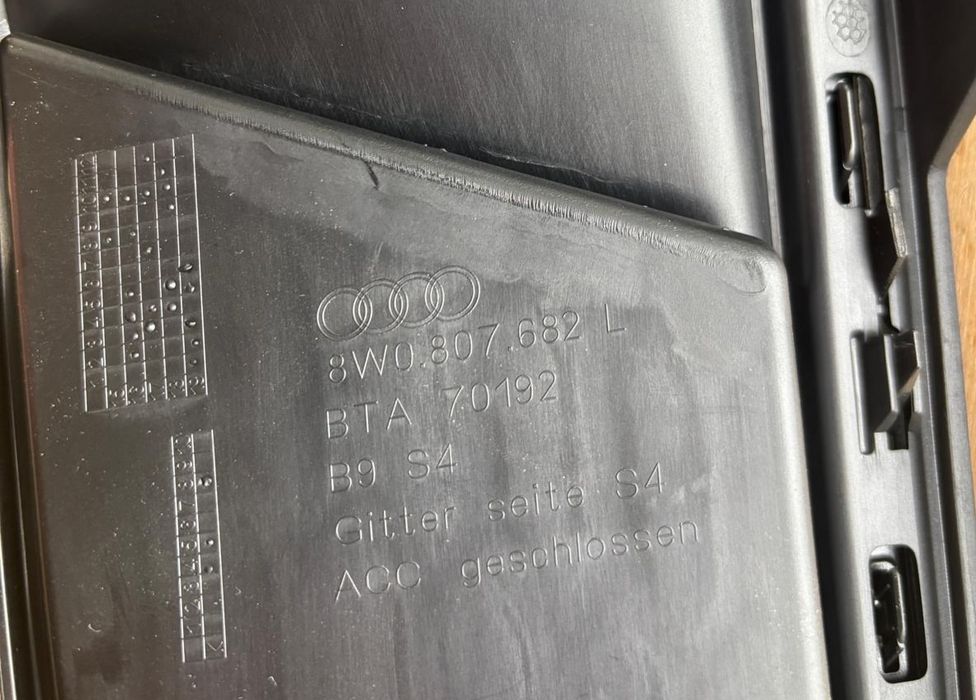 8W0.807.682 L
BTA 70192
B9 S4
Gitter seite S4
ACC geschlossen